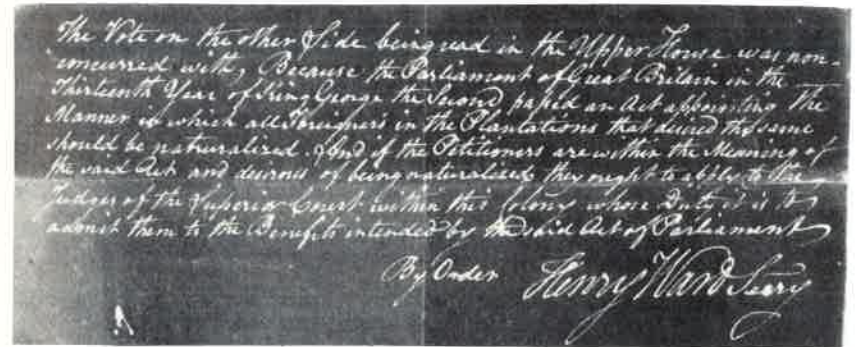 The Vote on the other Side being read in the Upper House was non-
concurred with, Because the Parliament of Great Britain in the
Thirteenth Year of King George the Second passed an Act appointing the
Manner in which all Foreigners in the Plantations that desired the same
should be naturalized. And if the Petitioners are within the Meaning of
the said Act and desirous of being naturalized they ought to apply to the
Judges of the Superior Court within this Colony whose Duty it is to
admit them to the Benefits intended by the said Act of Parliament
By Order Henry Ward Secry